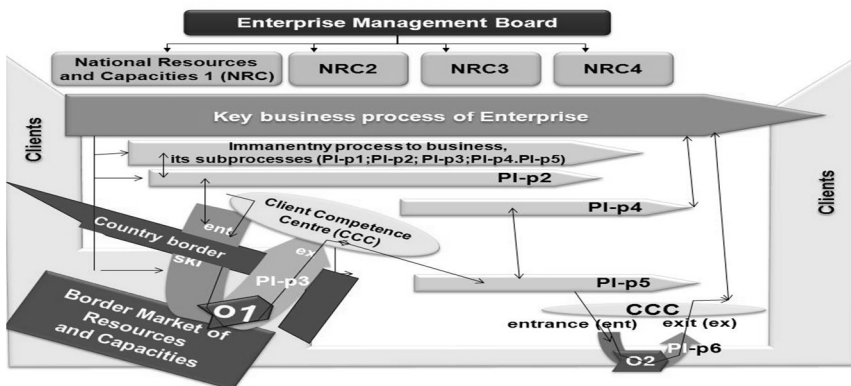 Enterprise Management Board
National Resources
and Capacities 1 (NRC)
NRC2
NRC3
NRC4
Key business process of Enterprise
Clients
Clients
Immanentny process to business,
its subprocesses (PI-p1;PI-p2; PI-p3;PI-p4.PI-p5)
PI-p2
PI-p4
Client Competence
Centre (CCC)
ent
Country border
ex
PI-p3
PI-p5
O1
Border Market of
Resources
and Capacities
CCC
entrance (ent)
exit (ex)
PI-p6
O2